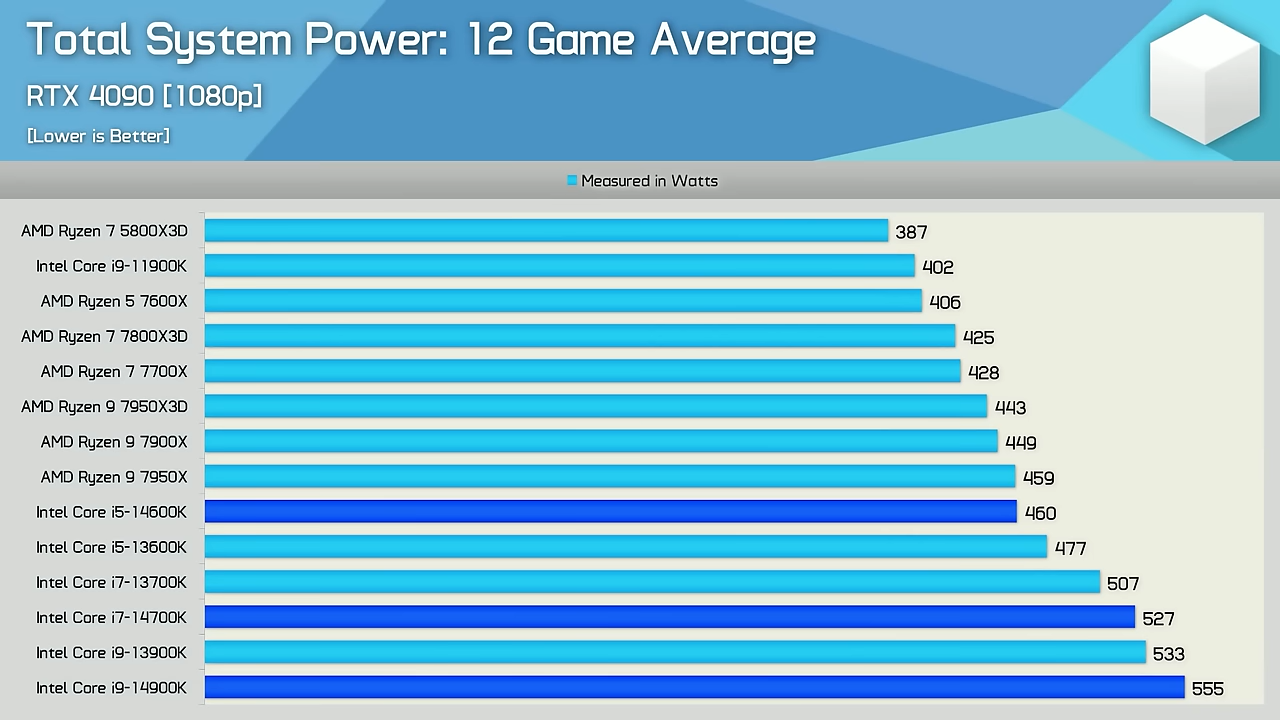 Total System Power: 12 Game Average
RTX 4090 [1080p]
[Lower is Better]
Measured in Watts
AMD Ryzen 7 5800X3D 387
Intel Core i9-11900K 402
AMD Ryzen 5 7600X 406
AMD Ryzen 7 7800X3D 425
AMD Ryzen 7 7700X 428
AMD Ryzen 9 7950X3D 443
AMD Ryzen 9 7900X 449
AMD Ryzen 9 7950X 459
Intel Core i5-14600K 460
Intel Core i5-13600K 477
Intel Core i7-13700K 507
Intel Core i7-14700K 527
Intel Core i9-13900K 533
Intel Core i9-14900K 555